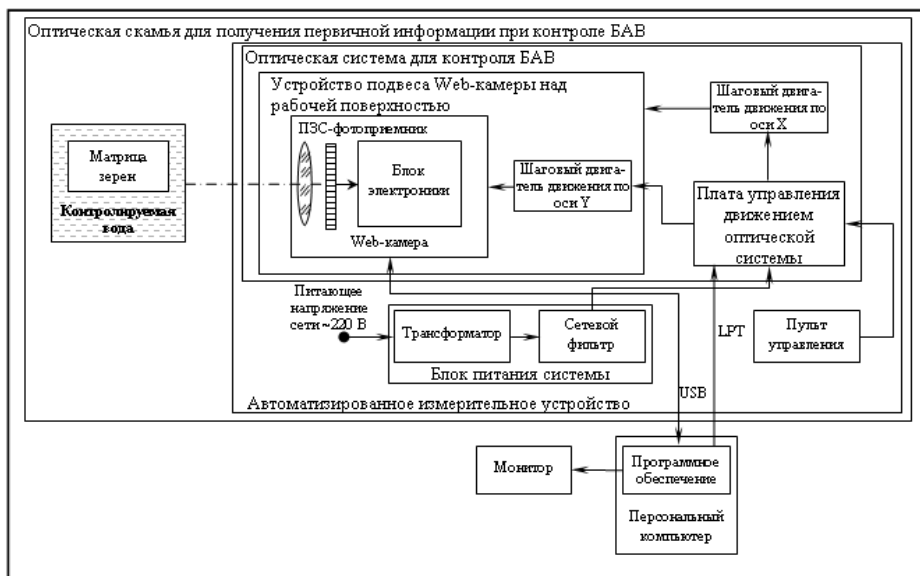 Оптическая скамья для получения первичной информации при контроле БАВ
Оптическая система для контроля БАВ
Устройство подвеса Web-камеры над
рабочей поверхностью
ПЗС-фотоприемник
Блок
электроники
Web-камера
Матрица
зерен
Контролируемая
вода
Шаговый двига-
тель движения по
оси X
Шаговый двига-
тель движения по
оси Y
Плата управления
движением
оптической
системы
Питающее
напряжение
сети ~220 В
Трансформатор
Сетевой
фильтр
Блок питания системы
LPT
Пульт
управления
USB
Автоматизированное измерительное устройство
Монитор
Программное
обеспечение
Персональный
компьютер